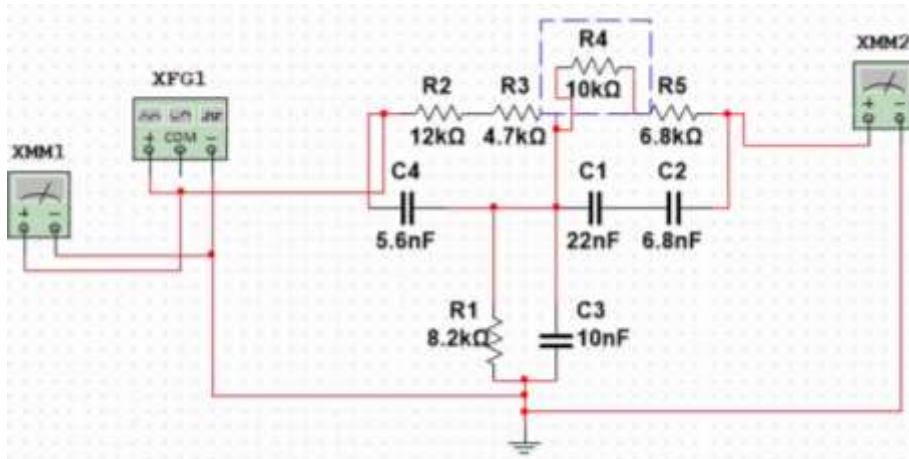 R4
XMM2
XFG1
R2
R3
10kΩ
R5
12kΩ
4.7kΩ
6.8kΩ
+ COM -
XMM1
C4
C1
C2
+ -
+ -
5.6nF
22nF
6.8nF
R1
C3
8.2kΩ
10nF